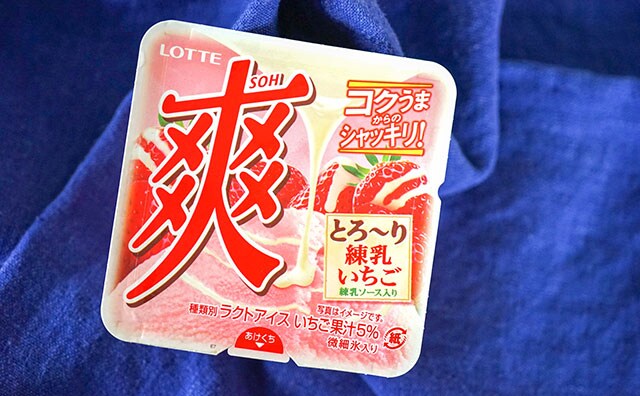 LOTTE
爽
SOHI
コクうま
からの
シャッキリ!
とろ〜り
練乳
いちご
練乳ソース入り
写真はイメージです。
種類別 ラクトアイス いちご果汁5%
微細氷入り
紙
あけくち